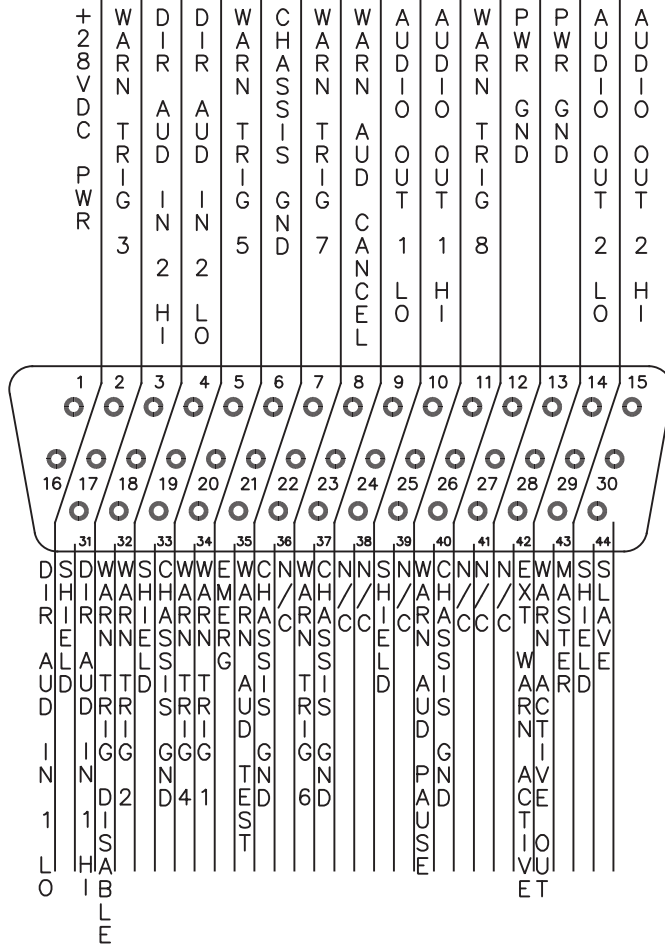 +28VDC PWR
WARN TRIG 3
DIR AUD IN 2 HI
DIR AUD IN 2 LO
WARN TRIG 5
CHASSIS GND
WARN TRIG 7
WARN AUD CANCEL
AUDIO OUT 1 LO
AUDIO OUT 1 HI
WARN TRIG 8
PWR GND
PWR GND
AUDIO OUT 2 LO
AUDIO OUT 2 HI
1 2 3 4 5 6 7 8 9 10 11 12 13 14 15
16 17 18 19 20 21 22 23 24 25 26 27 28 29 30
31 32 33 34 35 36 37 38 39 40 41 42 43 44
DIR AUD IN 1 LO
SHIELD
DIR AUD IN 1 HI
WARN TRIG DISABLE
WARN TRIG 2
SHIELD
CHASSIS GND
WARN TRIG 4
WARN TRIG 1
EMERG
WARN AUD TEST
CHASSIS GND
N/C
WARN TRIG 6
CHASSIS GND
N/C
N/C
SHIELD
N/C
WARN AUD PAUSE
CHASSIS GND
N/C
N/C
N/C
EXT WARN ACTIVE
WARN ACTIVE OUT
MASTER
SHIELD
SLAVE